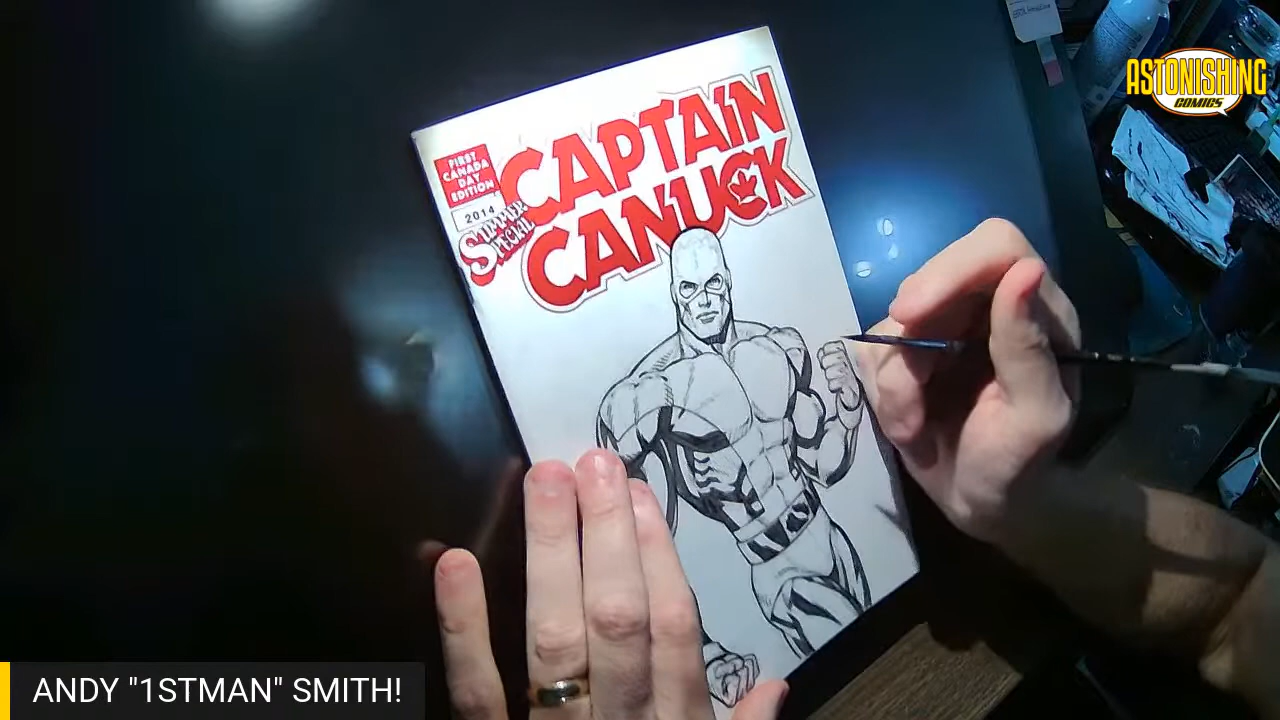 ASTONISHING
COMICS
FIRST
CANADA
DAY
EDITION
2014
SUMMER
SPECIAL
CAPTAIN
CANUCK
ANDY "1STMAN" SMITH!